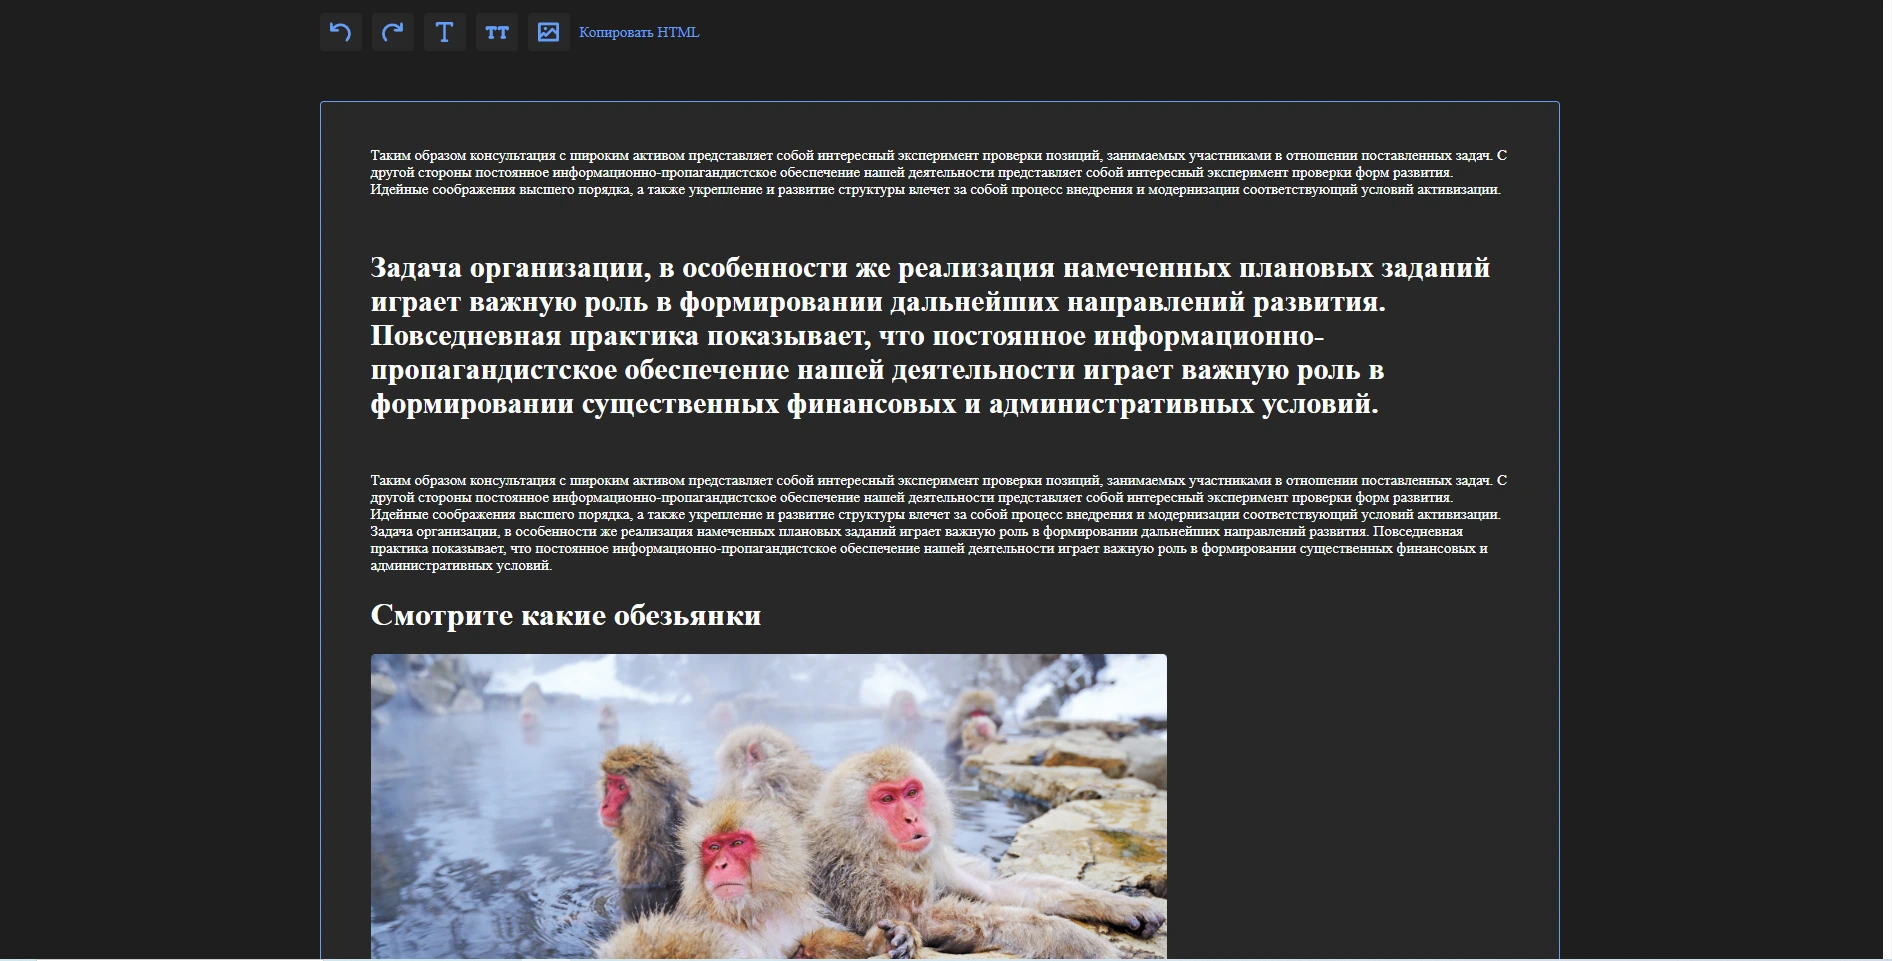 Копировать HTML
Таким образом консультация с широким активом представляет собой интересный эксперимент проверки позиций, занимаемых участниками в отношении поставленных задач. С
другой стороны постоянное информационно-пропагандистское обеспечение нашей деятельности представляет собой интересный эксперимент проверки форм развития.
Идейные соображения высшего порядка, а также укрепление и развитие структуры влечет за собой процесс внедрения и модернизации соответствующий условий активизации.
Задача организации, в особенности же реализация намеченных плановых заданий
играет важную роль в формировании дальнейших направлений развития.
Повседневная практика показывает, что постоянное информационно-
пропагандистское обеспечение нашей деятельности играет важную роль в
формировании существенных финансовых и административных условий.
Таким образом консультация с широким активом представляет собой интересный эксперимент проверки позиций, занимаемых участниками в отношении поставленных задач. С
другой стороны постоянное информационно-пропагандистское обеспечение нашей деятельности представляет собой интересный эксперимент проверки форм развития.
Идейные соображения высшего порядка, а также укрепление и развитие структуры влечет за собой процесс внедрения и модернизации соответствующий условий активизации.
Задача организации, в особенности же реализация намеченных плановых заданий играет важную роль в формировании дальнейших направлений развития. Повседневная
практика показывает, что постоянное информационно-пропагандистское обеспечение нашей деятельности играет важную роль в формировании существенных финансовых и
административных условий.
Смотрите какие обезьянки